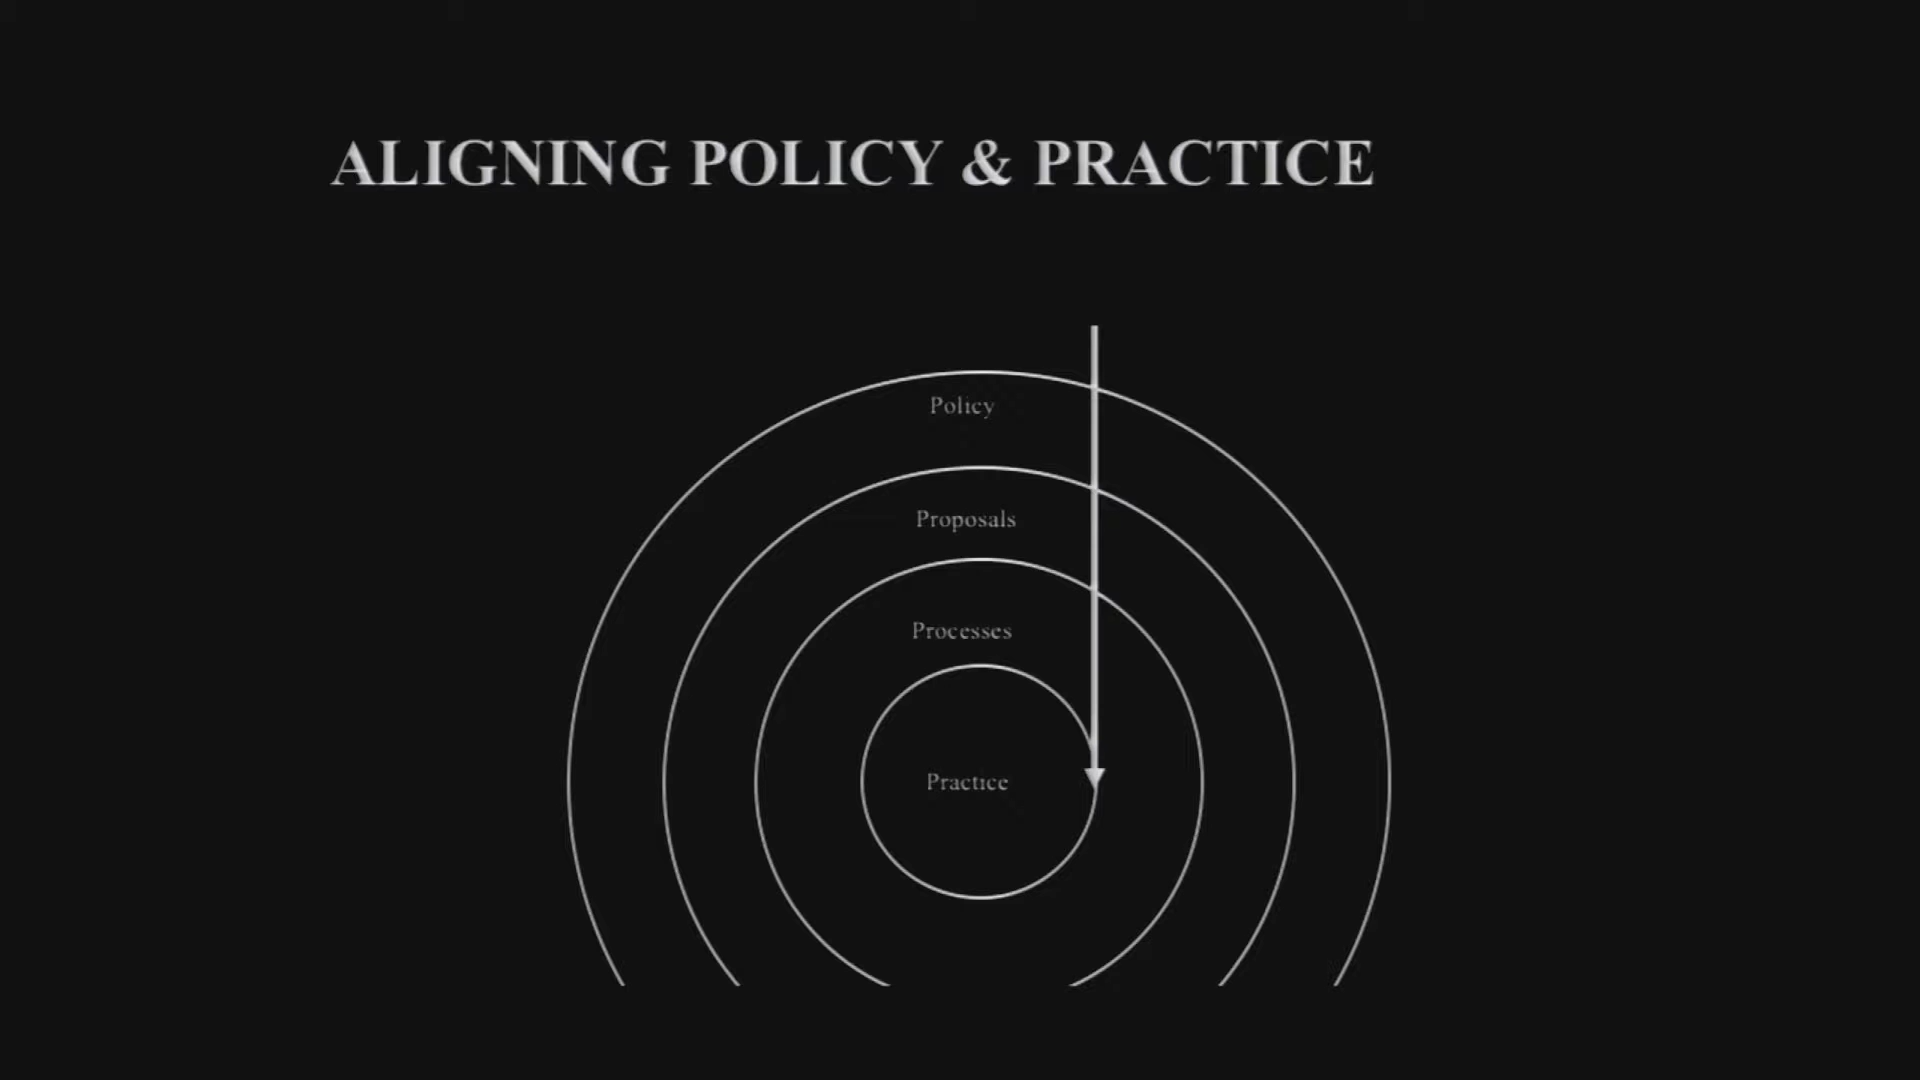 ALIGNING POLICY & PRACTICE
Policy
Proposals
Processes
Practice